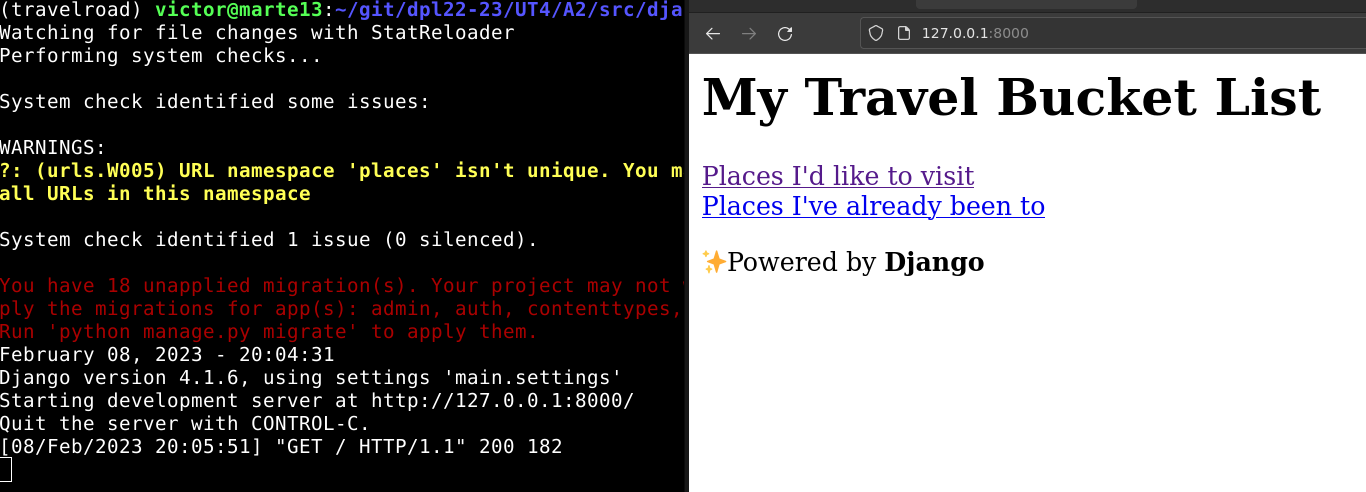 (travelroad) victor@marte13:~/git/dpl22-23/UT4/A2/src/dja
Watching for file changes with StatReloader
Performing system checks...
System check identified some issues:
WARNINGS:
?: (urls.W005) URL namespace 'places' isn't unique. You m
all URLs in this namespace
System check identified 1 issue (0 silenced).
You have 18 unapplied migration(s). Your project may not
ply the migrations for app(s): admin, auth, contenttypes,
Run 'python manage.py migrate' to apply them.
February 08, 2023 - 20:04:31
Django version 4.1.6, using settings 'main.settings'
Starting development server at http://127.0.0.1:8000/
Quit the server with CONTROL-C.
[08/Feb/2023 20:05:51] "GET / HTTP/1.1" 200 182
127.0.0.1:8000
My Travel Bucket List
Places I'd like to visit
Places I've already been to
✨Powered by Django